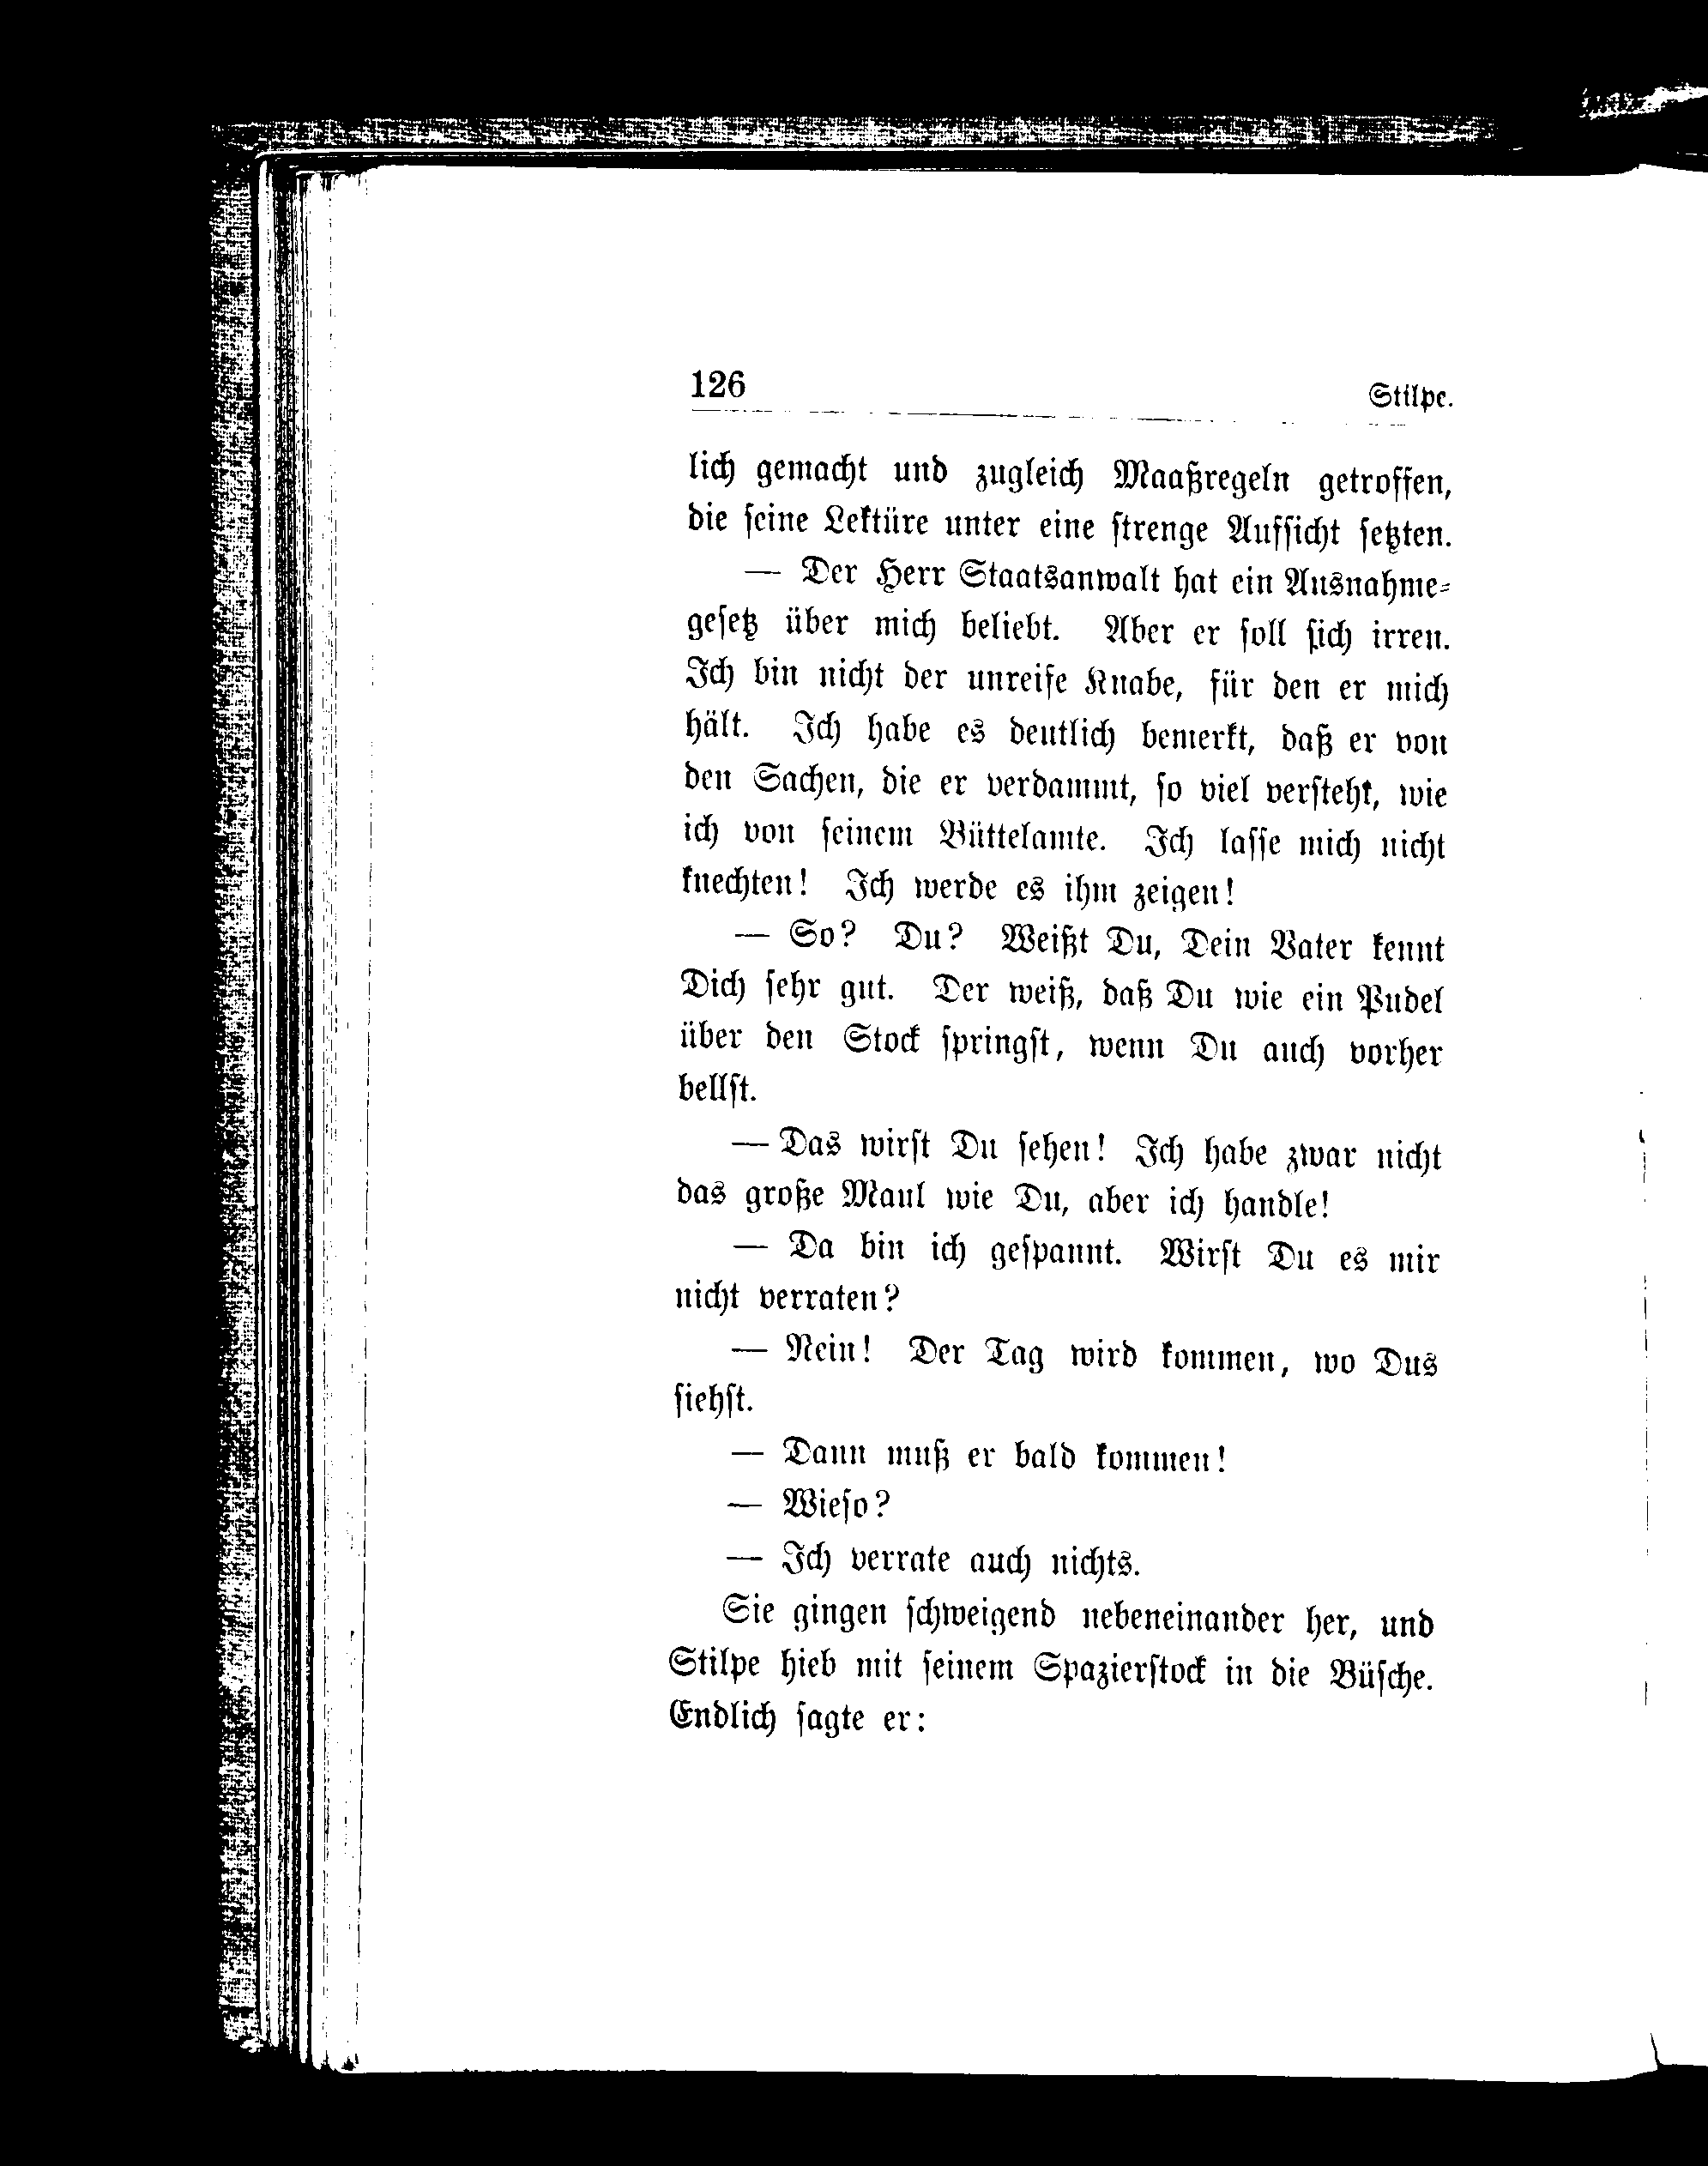 126 Stilpe.
lich gemacht und zugleich Maaßregeln getroffen,
die seine Lektüre unter eine strenge Aufsicht setzten.
— Der Herr Staatsanwalt hat ein Ausnahme-
gesetz über mich beliebt. Aber er soll sich irren.
Ich bin nicht der unreife Knabe, für den er mich
hält. Ich habe es deutlich bemerkt, daß er von
den Sachen, die er verdammt, so viel versteht, wie
ich von seinem Büttelamte. Ich lasse mich nicht
knechten! Ich werde es ihm zeigen!
— So? Du? Weißt Du, Dein Vater kennt
Dich sehr gut. Der weiß, daß Du wie ein Pudel
über den Stock springst, wenn Du auch vorher
bellst.
— Das wirst Du sehen! Ich habe zwar nicht
das große Maul wie Du, aber ich handle!
— Da bin ich gespannt. Wirst Du es mir
nicht verraten?
— Nein! Der Tag wird kommen, wo Dus
siehst.
— Dann muß er bald kommen!
— Wieso?
— Ich verrate auch nichts.
Sie gingen schweigend nebeneinander her, und
Stilpe hieb mit seinem Spazierstock in die Büsche.
Endlich sagte er: